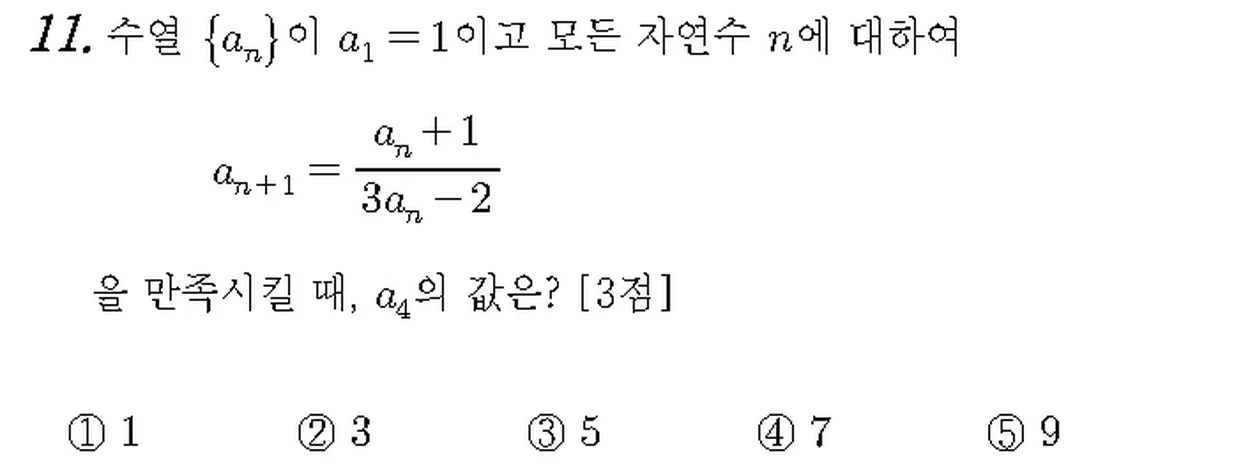 11. 수열 {aₙ}이 a₁ = 1이고 모든 자연수 n에 대하여
aₙ₊₁ = (aₙ + 1) / (3aₙ − 2)
을 만족시킬 때, a₄의 값은? [3점]
① 1 ② 3 ③ 5 ④ 7 ⑤ 9